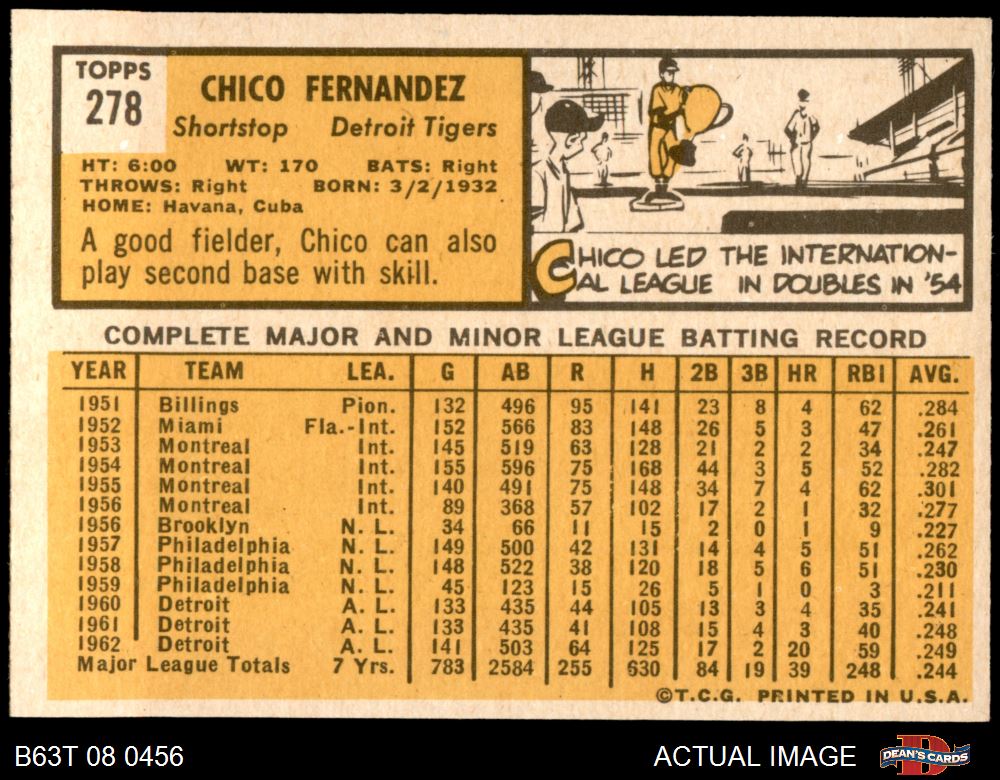 TOPPS
278
CHICO FERNANDEZ
Shortstop Detroit Tigers
HT: 6:00 WT: 170 BATS: Right
THROWS: Right BORN: 3/2/1932
HOME: Havana, Cuba
A good fielder, Chico can also
play second base with skill.
CHICO LED THE INTERNATION-
AL LEAGUE IN DOUBLES IN '54
COMPLETE MAJOR AND MINOR LEAGUE BATTING RECORD
YEAR TEAM LEA. G AB R H 2B 3B HR RBI AVG.
1951 Billings Pion. 132 496 95 141 23 8 4 62 .284
1952 Miami Fla.-Int. 152 566 83 148 26 5 3 47 .261
1953 Montreal Int. 145 519 63 128 21 2 2 34 .247
1954 Montreal Int. 155 596 75 168 44 3 5 52 .282
1955 Montreal Int. 140 491 75 148 34 7 4 62 .301
1956 Montreal Int. 89 368 57 102 17 2 1 32 .277
1956 Brooklyn N. L. 34 66 11 15 2 0 1 9 .227
1957 Philadelphia N. L. 149 500 42 131 14 4 5 51 .262
1958 Philadelphia N. L. 148 522 38 120 18 5 6 51 .230
1959 Philadelphia N. L. 45 123 15 26 5 1 0 3 .211
1960 Detroit A. L. 133 435 44 105 13 3 4 35 .241
1961 Detroit A. L. 133 435 41 108 15 4 3 40 .248
1962 Detroit A. L. 141 503 64 125 17 2 20 59 .249
Major League Totals 7 Yrs. 783 2584 255 630 84 19 39 248 .244
©T.C.G. PRINTED IN U.S.A.
B63T 08 0456 ACTUAL IMAGE DEAN'S CARDS